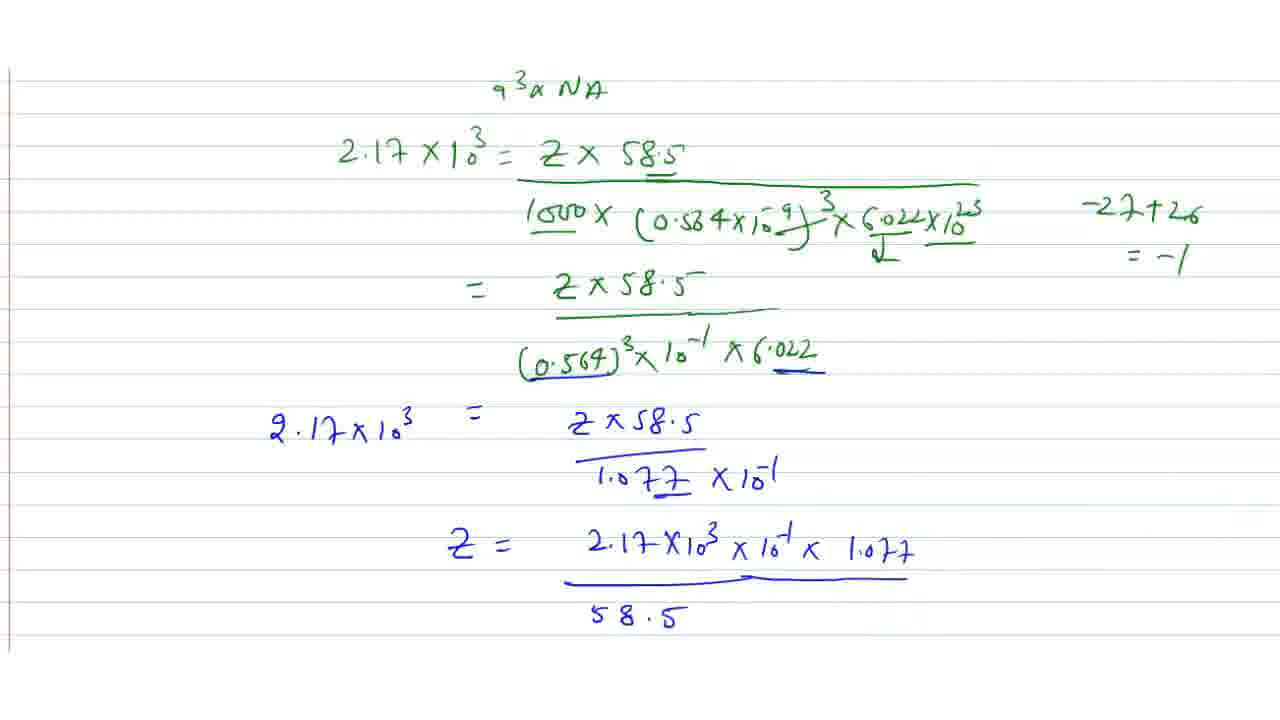 a³ x NA
2.17 × 10³ = Z × 58.5
1000 × (0.564 × 10⁻⁹)³ × 6.022 × 10²³
-27+26
= -1
= Z × 58.5
(0.564)³ × 10⁻¹ × 6.022
2.17 × 10³ = Z × 58.5
1.077 × 10⁻¹
Z = 2.17 × 10³ × 10⁻¹ × 1.077
58.5